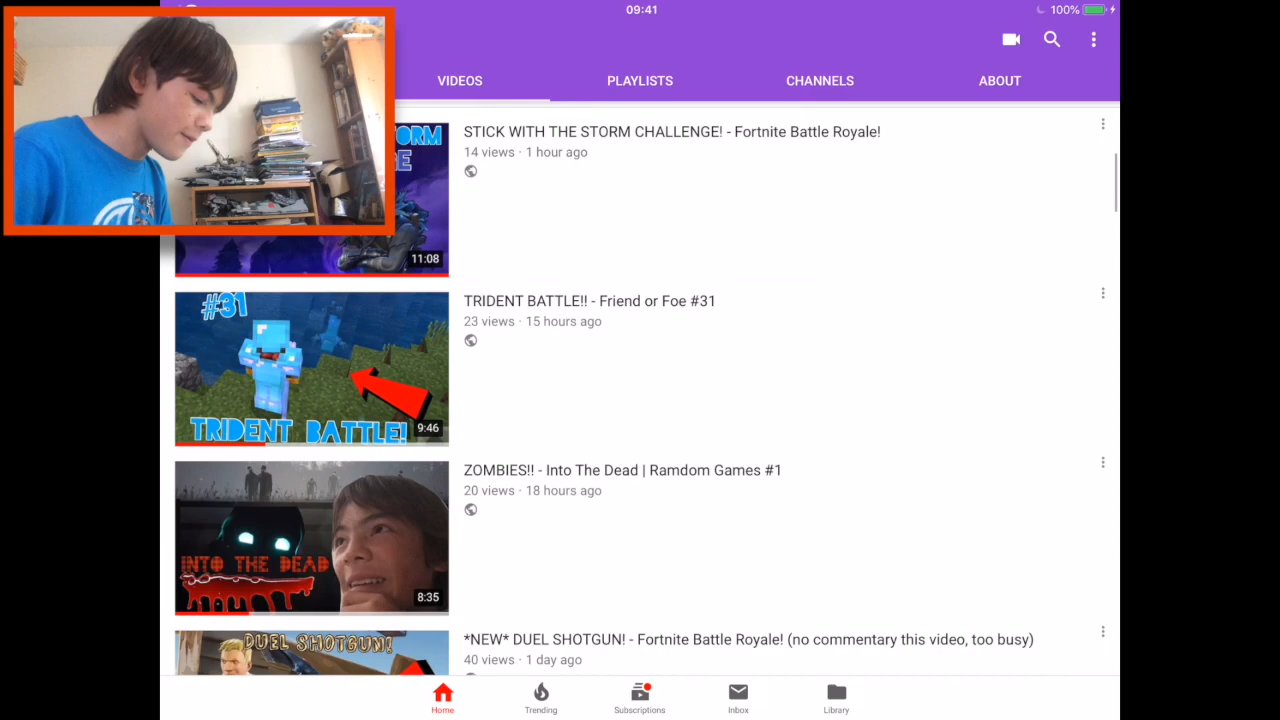 09:41
100%
VIDEOS
PLAYLISTS
CHANNELS
ABOUT
STICK WITH THE STORM CHALLENGE! - Fortnite Battle Royale!
14 views · 1 hour ago
11:08
#31
TRIDENT BATTLE!
9:46
TRIDENT BATTLE!! - Friend or Foe #31
23 views · 15 hours ago
INTO THE DEAD
8:35
ZOMBIES!! - Into The Dead | Ramdom Games #1
20 views · 18 hours ago
DUEL SHOTGUN!
*NEW* DUEL SHOTGUN! - Fortnite Battle Royale! (no commentary this video, too busy)
40 views · 1 day ago
Home
Trending
Subscriptions
Inbox
Library